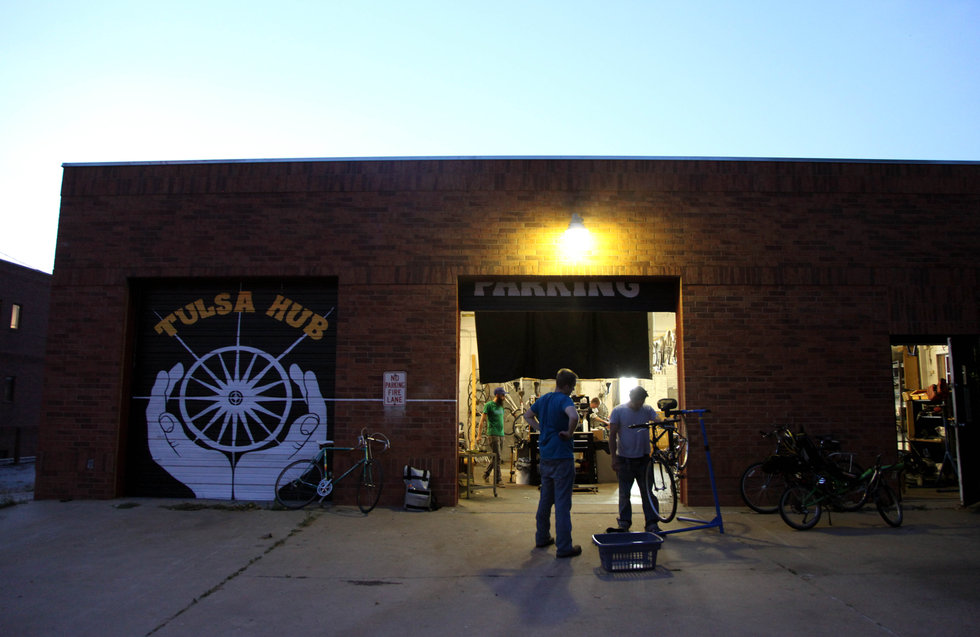 TULSA HUB
PARKING
NO
PARKING
FIRE
LANE